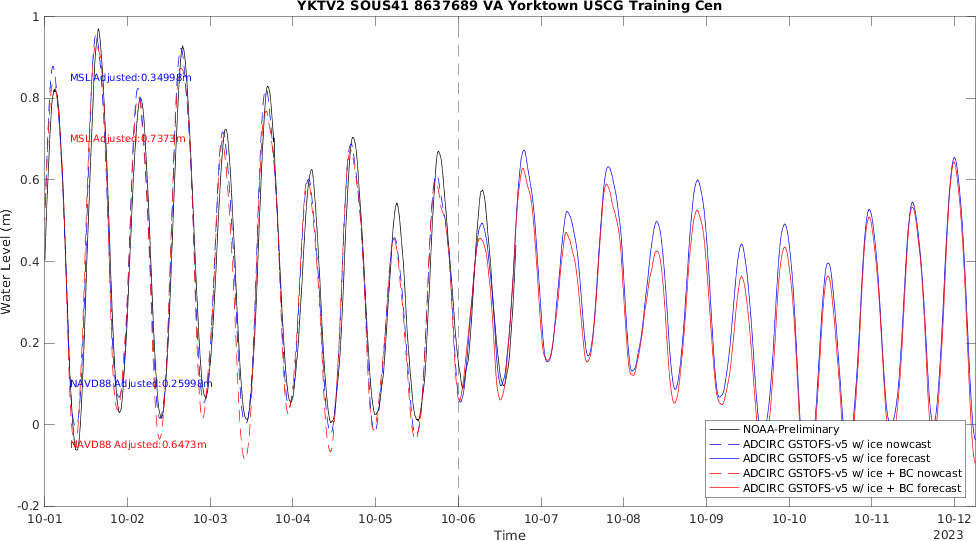 YKTV2 SOUS41 8637689 VA Yorktown USCG Training Cen
Water Level (m)
1
0.8
0.6
0.4
0.2
0
-0.2
MSL Adjusted:0.34998m
MSL Adjusted:0.7373m
NAVD88 Adjusted:0.25998m
NAVD88 Adjusted:0.6473m
NOAA-Preliminary
ADCIRC GSTOFS-v5 w/ ice nowcast
ADCIRC GSTOFS-v5 w/ ice forecast
ADCIRC GSTOFS-v5 w/ ice + BC nowcast
ADCIRC GSTOFS-v5 w/ ice + BC forecast
10-01 10-02 10-03 10-04 10-05 10-06 10-07 10-08 10-09 10-10 10-11 10-12
Time
2023